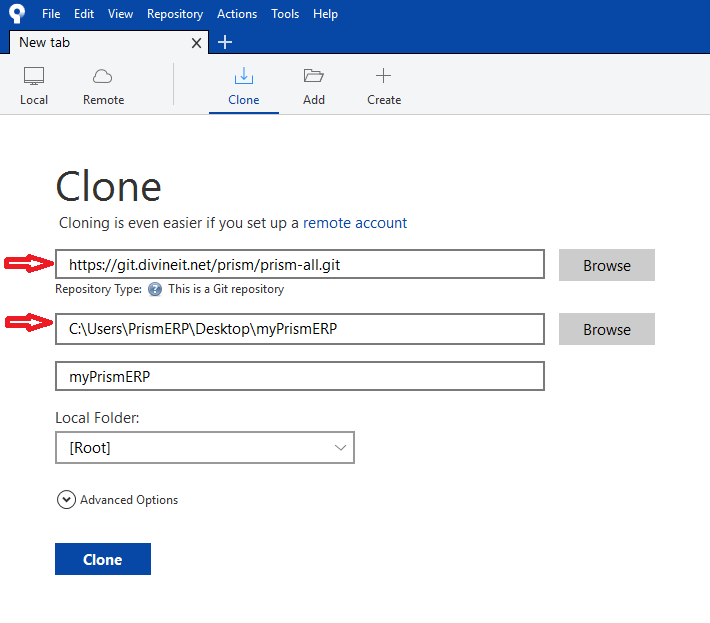 File Edit View Repository Actions Tools Help
New tab
Local Remote Clone Add Create
Clone
Cloning is even easier if you set up a remote account
https://git.divineit.net/prism/prism-all.git Browse
Repository Type: This is a Git repository
C:\Users\PrismERP\Desktop\myPrismERP Browse
myPrismERP
Local Folder:
[Root]
Advanced Options
Clone